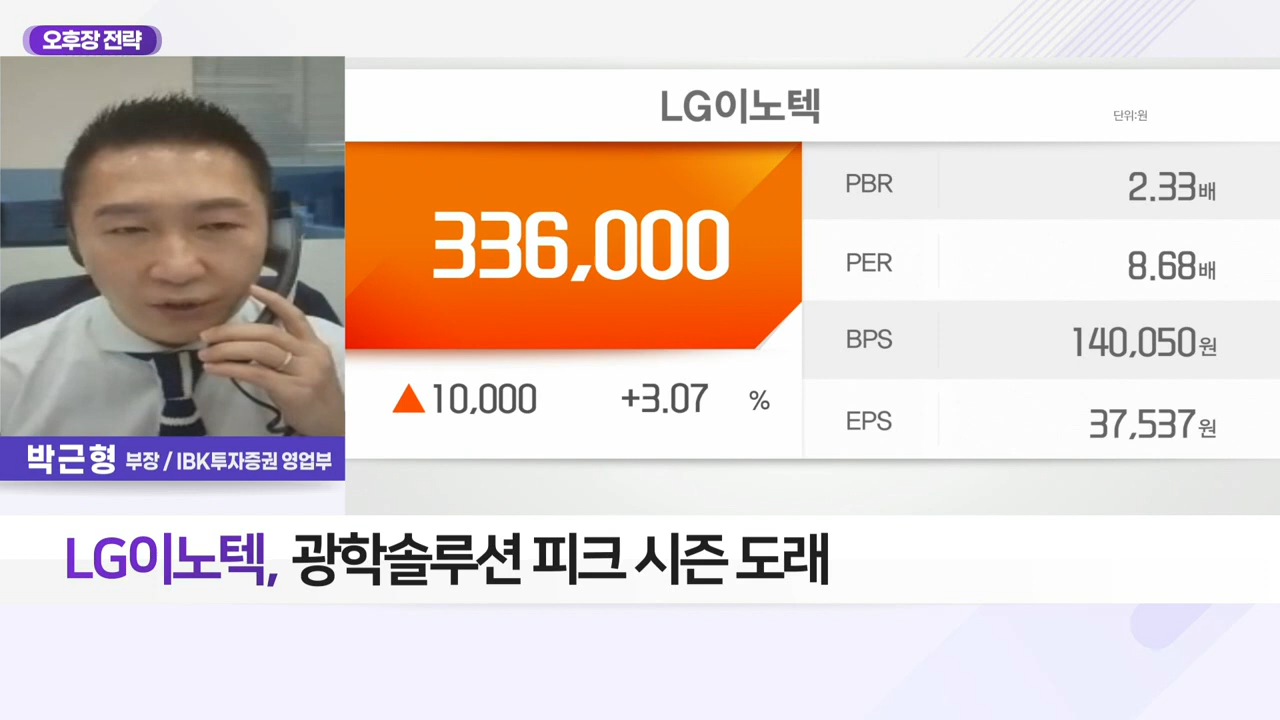 오후장 전략
LG이노텍
단위:원
336,000
▲10,000 +3.07 %
PBR 2.33배
PER 8.68배
BPS 140,050원
EPS 37,537원
박근형 부장 / IBK투자증권 영업부
LG이노텍, 광학솔루션 피크 시즌 도래